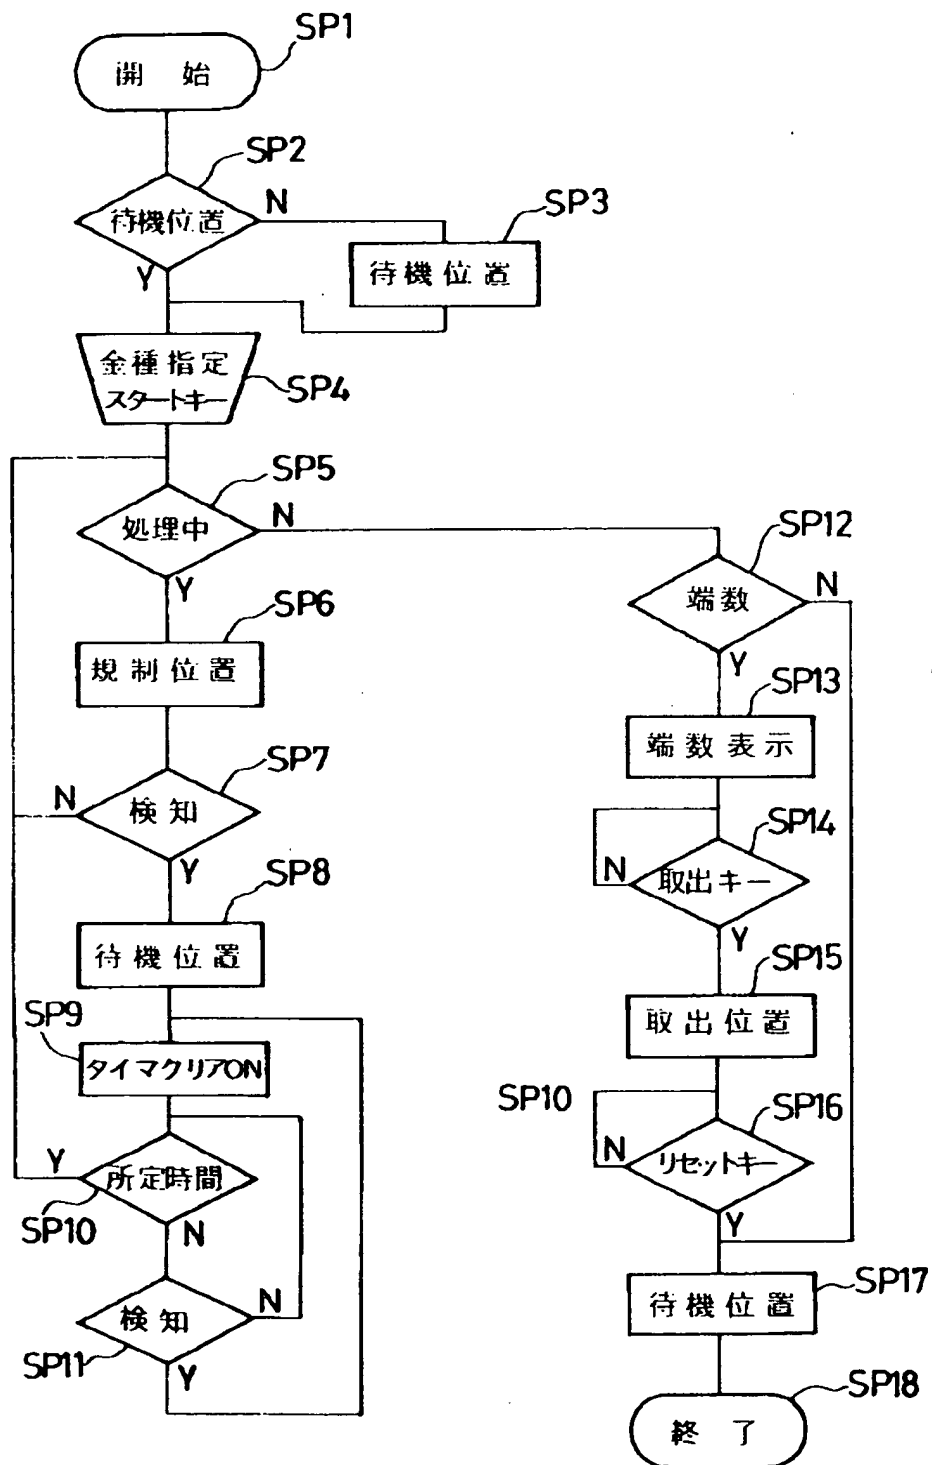 SP1
開始
SP2
待機位置
N
Y
SP3
待機位置
金種指定
スタートキー
SP4
SP5
処理中
N
Y
SP6
規制位置
SP7
検知
N
Y
SP8
待機位置
SP9
タイマクリアON
所定時間
Y
N
SP10
検知
N
Y
SP11
SP12
端数
N
Y
SP13
端数表示
SP14
取出キー
N
Y
SP15
取出位置
SP10
SP16
リセットキー
N
Y
SP17
待機位置
SP18
終了